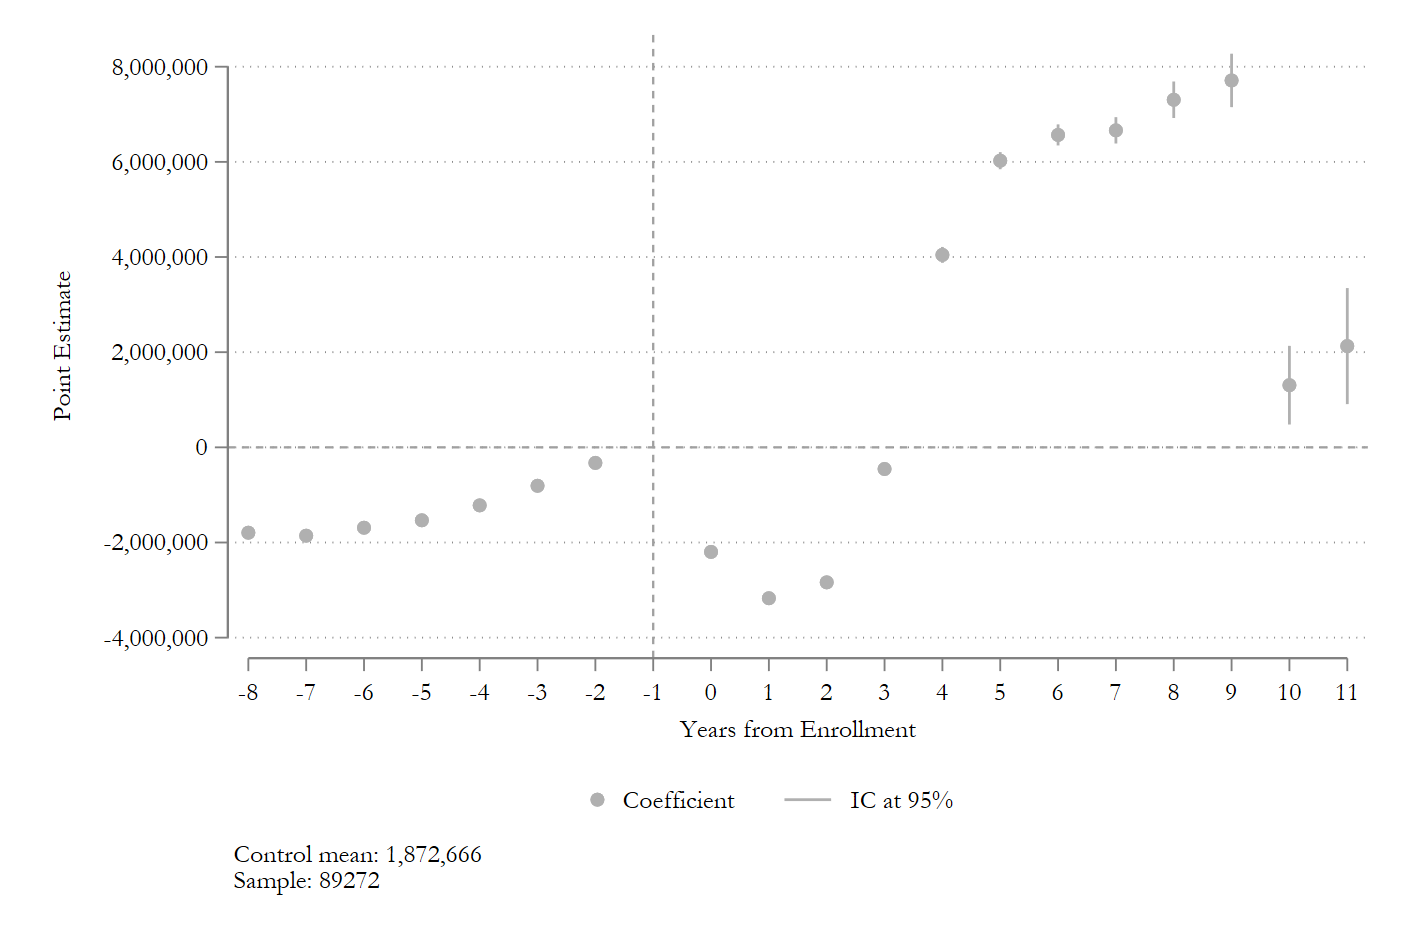 8,000,000
6,000,000
4,000,000
2,000,000
0
-2,000,000
-4,000,000
Point Estimate
-8 -7 -6 -5 -4 -3 -2 -1 0 1 2 3 4 5 6 7 8 9 10 11
Years from Enrollment
Coefficient IC at 95%
Control mean: 1,872,666
Sample: 89272